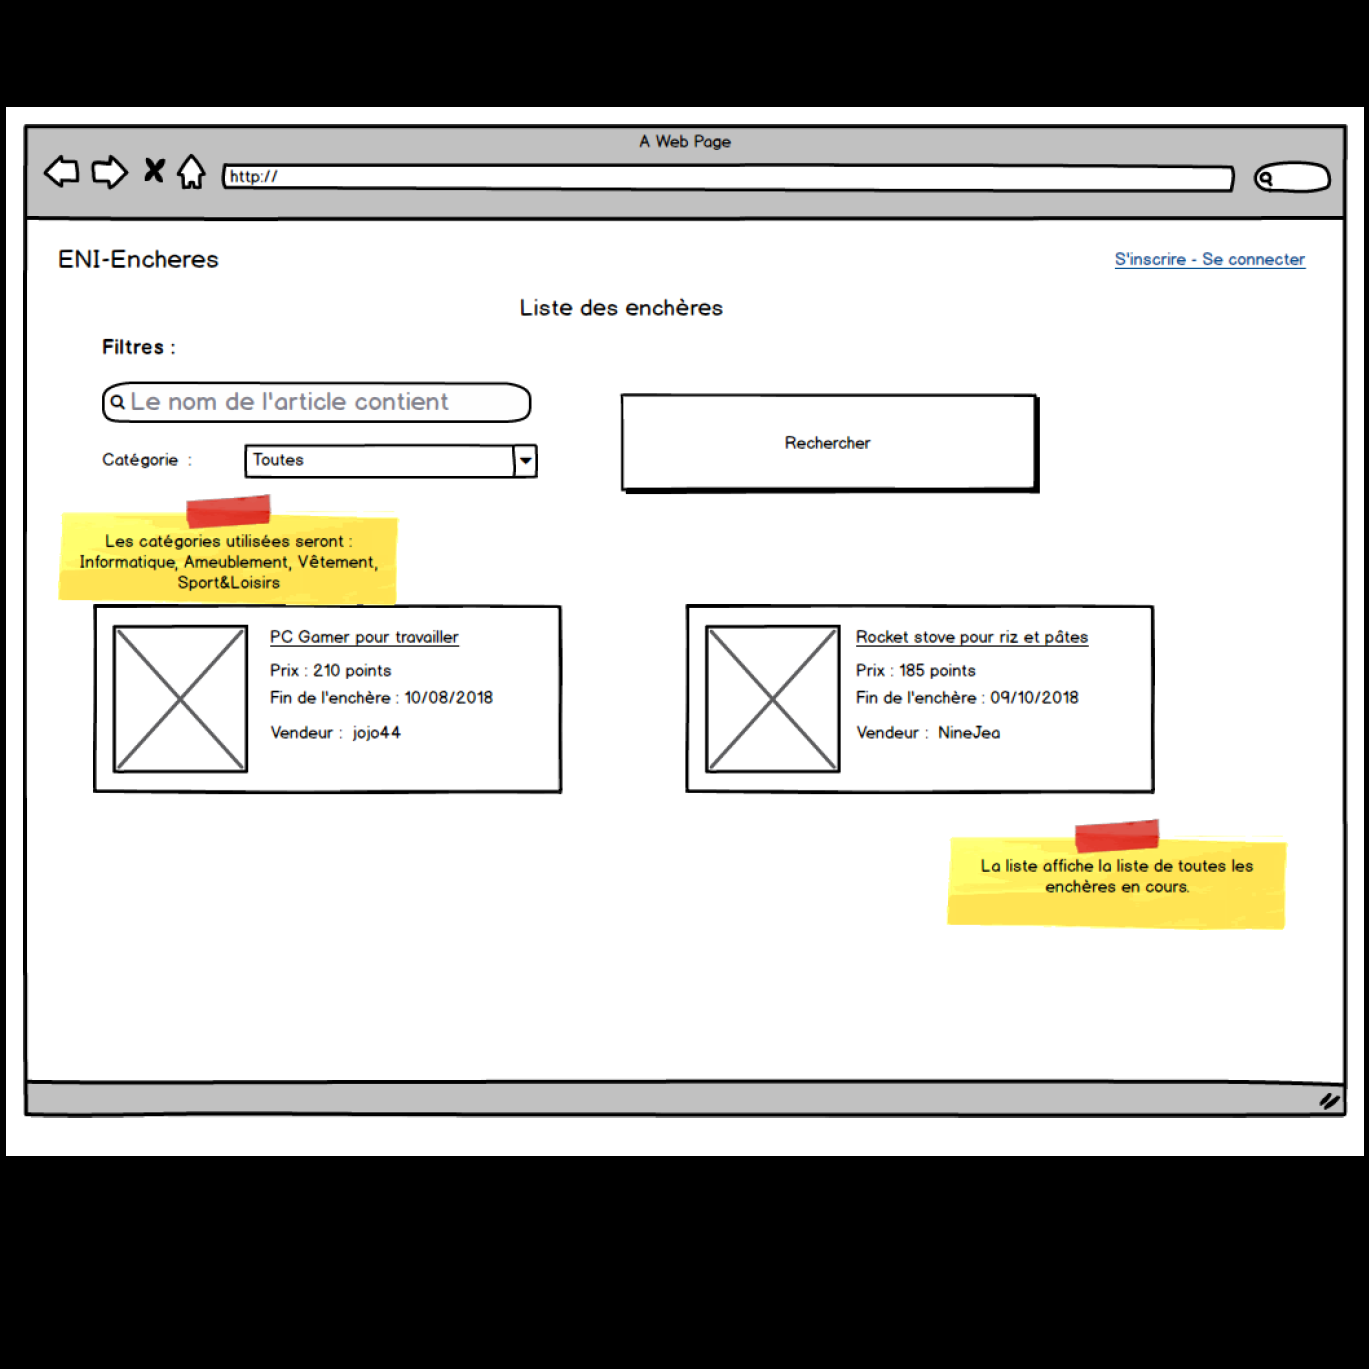 A Web Page
http://
ENI-Encheres
S'inscrire - Se connecter
Liste des enchères
Filtres :
Le nom de l'article contient
Rechercher
Catégorie :
Toutes
Les catégories utilisées seront :
Informatique, Ameublement, Vêtement,
Sport&Loisirs
PC Gamer pour travailler
Prix : 210 points
Fin de l'enchère : 10/08/2018
Vendeur : jojo44
Rocket stove pour riz et pâtes
Prix : 185 points
Fin de l'enchère : 09/10/2018
Vendeur : NineJea
La liste affiche la liste de toutes les
enchères en cours.